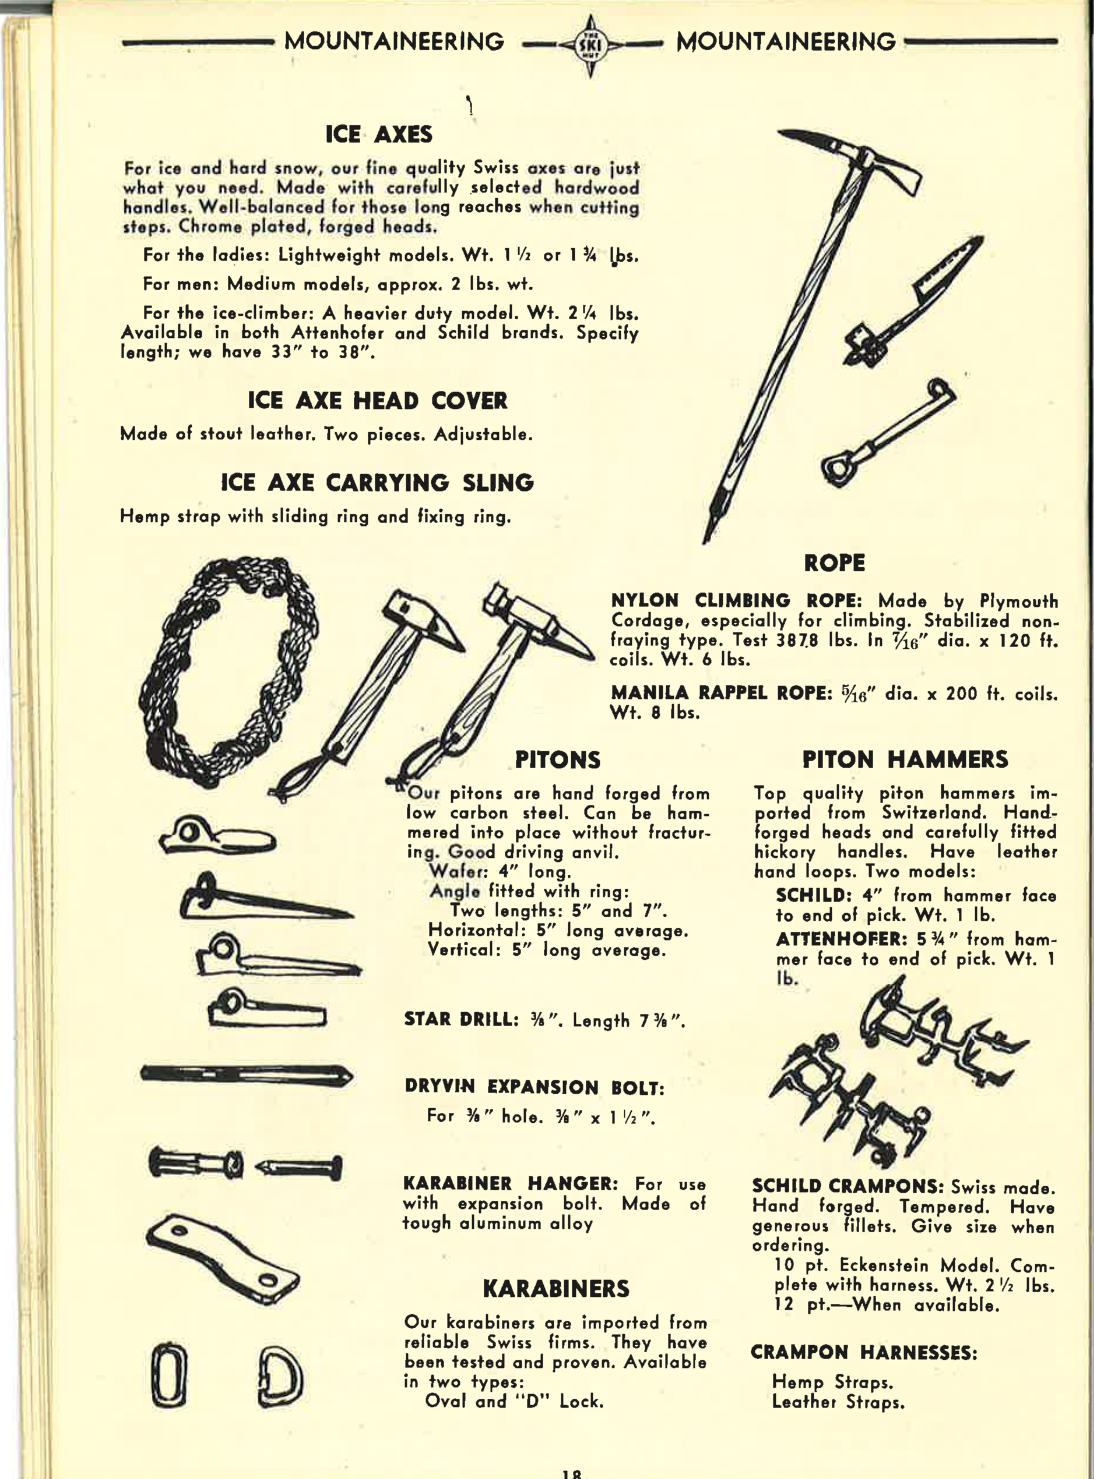 MOUNTAINEERING
THE
SKI
HUT
MOUNTAINEERING
ICE AXES
For ice and hard snow, our fine quality Swiss axes are just
what you need. Made with carefully selected hardwood
handles. Well-balanced for those long reaches when cutting
steps. Chrome plated, forged heads.
For the ladies: Lightweight models. Wt. 1 1/2 or 1 3/4 lbs.
For men: Medium models, approx. 2 lbs. wt.
For the ice-climber: A heavier duty model. Wt. 2 1/4 lbs.
Available in both Attenhofer and Schild brands. Specify
length; we have 33" to 38".
ICE AXE HEAD COVER
Made of stout leather. Two pieces. Adjustable.
ICE AXE CARRYING SLING
Hemp strap with sliding ring and fixing ring.
ROPE
NYLON CLIMBING ROPE: Made by Plymouth
Cordage, especially for climbing. Stabilized non-
fraying type. Test 3878 lbs. In 7/16" dia. x 120 ft.
coils. Wt. 6 lbs.
MANILA RAPPEL ROPE: 5/16" dia. x 200 ft. coils.
Wt. 8 lbs.
PITONS
Our pitons are hand forged from
low carbon steel. Can be ham-
mered into place without fractur-
ing. Good driving anvil.
Wafer: 4" long.
Angle fitted with ring:
Two lengths: 5" and 7".
Horizontal: 5" long average.
Vertical: 5" long average.
STAR DRILL: 3/8". Length 7 3/8".
DRYVIN EXPANSION BOLT:
For 3/8" hole. 3/8" x 1 1/2".
KARABINER HANGER: For use
with expansion bolt. Made of
tough aluminum alloy
KARABINERS
Our karabiners are imported from
reliable Swiss firms. They have
been tested and proven. Available
in two types:
Oval and "D" Lock.
PITON HAMMERS
Top quality piton hammers im-
ported from Switzerland. Hand-
forged heads and carefully fitted
hickory handles. Have leather
hand loops. Two models:
SCHILD: 4" from hammer face
to end of pick. Wt. 1 lb.
ATTENHOFER: 5 3/4" from ham-
mer face to end of pick. Wt. 1
lb.
SCHILD CRAMPONS: Swiss made.
Hand forged. Tempered. Have
generous fillets. Give size when
ordering.
10 pt. Eckenstein Model. Com-
plete with harness. Wt. 2 1/2 lbs.
12 pt.—When available.
CRAMPON HARNESSES:
Hemp Straps.
Leather Straps.
18